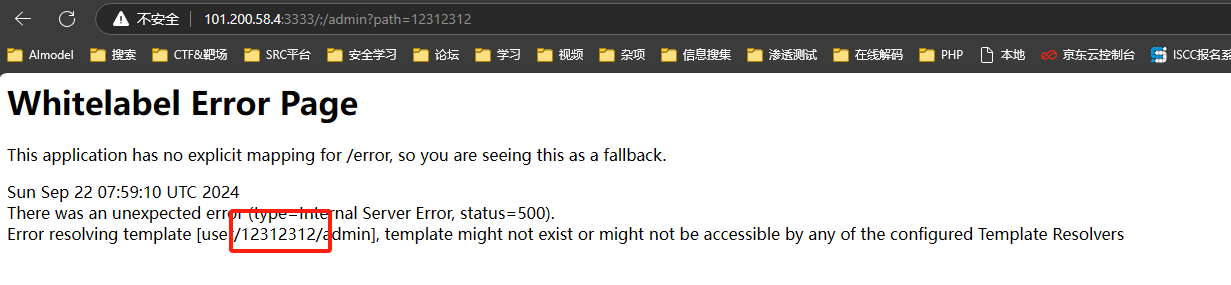 不安全 101.200.58.4:3333/;/admin?path=12312312
AImodel 搜索 CTF&靶场 SRC平台 安全学习 论坛 学习 视频 杂项 信息搜集 渗透测试 在线解码 PHP 本地 京东云控制台 ISCC报名系
Whitelabel Error Page
This application has no explicit mapping for /error, so you are seeing this as a fallback.
Sun Sep 22 07:59:10 UTC 2024
There was an unexpected error (type=Internal Server Error, status=500).
Error resolving template [user/12312312/admin], template might not exist or might not be accessible by any of the configured Template Resolvers